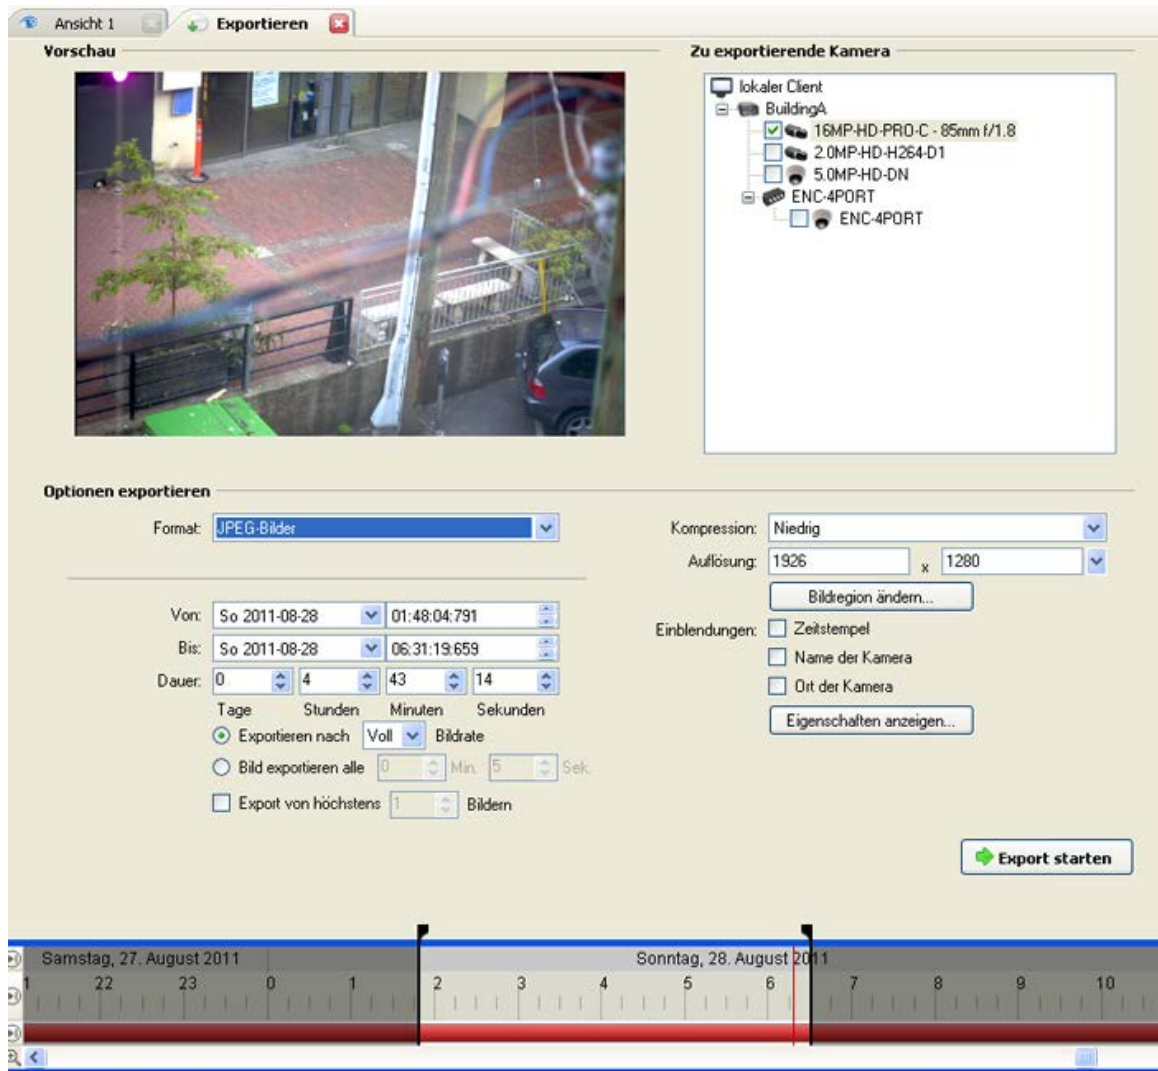 Ansicht 1
Exportieren
Vorschau
Zu exportierende Kamera
lokaler Client
BuildingA
16MP-HD-PRO-C - 85mm f/1.8
2.0MP-HD-H264-D1
5.0MP-HD-DN
ENC-4PORT
ENC-4PORT
Optionen exportieren
Format: JPEG-Bilder
Kompression: Niedrig
Auflösung: 1926 x 1280
Bildregion ändern...
Von: So 2011-08-28 01:48:04:791
Bis: So 2011-08-28 06:31:19:659
Dauer: 0 4 43 14
Tage Stunden Minuten Sekunden
Exportieren nach Voll Bildrate
Bild exportieren alle 0 Min. 5 Sek.
Export von höchstens 1 Bildern
Einblendungen: Zeitstempel
Name der Kamera
Ort der Kamera
Eigenschaften anzeigen...
Export starten
Samstag, 27. August 2011 Sonntag, 28. August 2011
1 22 23 0 1 2 3 4 5 6 7 8 9 10